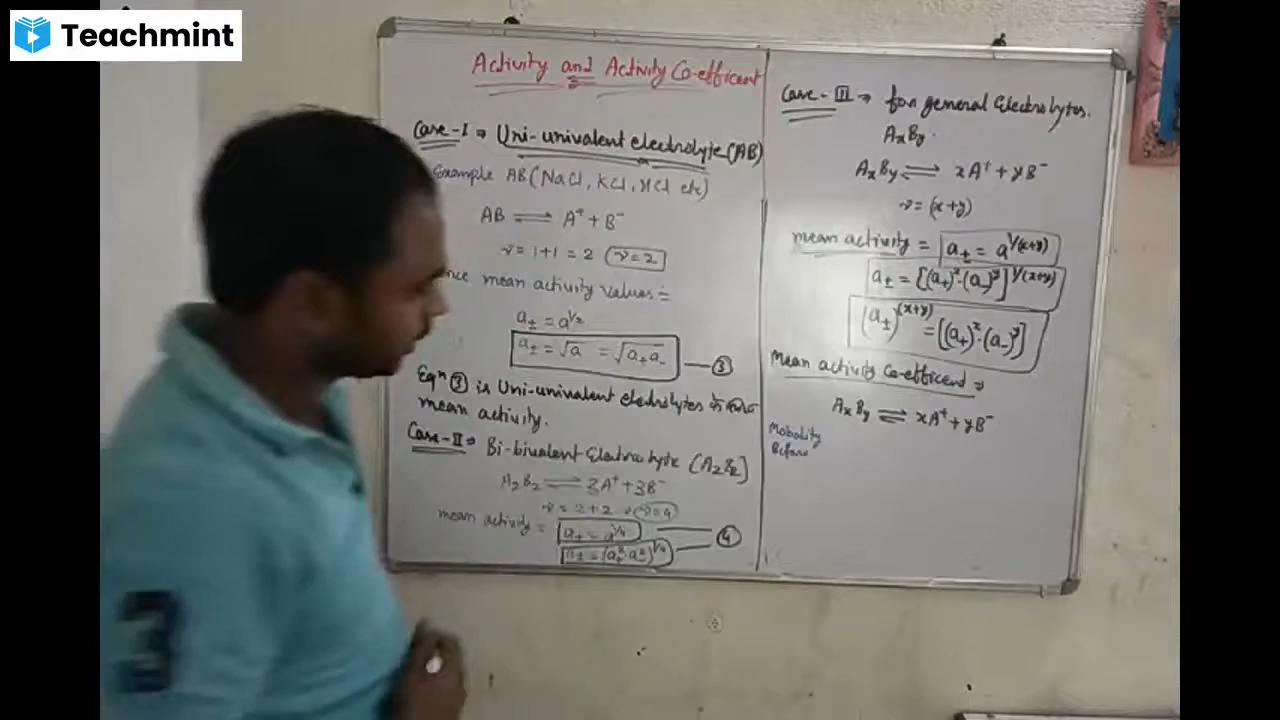 Teachmint
Activity and Activity Co-efficent
Case-I ⇒ Uni-univalent electrolyte (AB)
Example AB (NaCl, KCl, HCl etc)
AB ⇌ A⁺ + B⁻
ν = 1+1 = 2 ν=2
mean activity values =
a± = a^1/2
a± = √a = √a₊a₋ — ③
Eqⁿ ③ is Uni-univalent electrolytes के लिए
mean activity.
Case-II ⇒ Bi-bivalent Electrolyte (A₂B₂]
A₂B₂ ⇌ 2A⁺ + 2B⁻
ν = 2+2 ν=4
mean activity = a± = a^1/4
a± = (a₊²·a₋²)^1/4 — ④
Case-III ⇒ for general Electrolytes.
AxBy.
AxBy ⇌ xA⁺ + yB⁻
ν = (x+y)
mean activity = a± = a^1/(x+y)
a± = [(a₊)^x·(a₋)^y]^1/(x+y)
(a±)^(x+y) = [(a₊)^x·(a₋)^y]
Mean activity Co-efficent ⇒
AxBy ⇌ xA⁺ + yB⁻
Mobality
Before
3